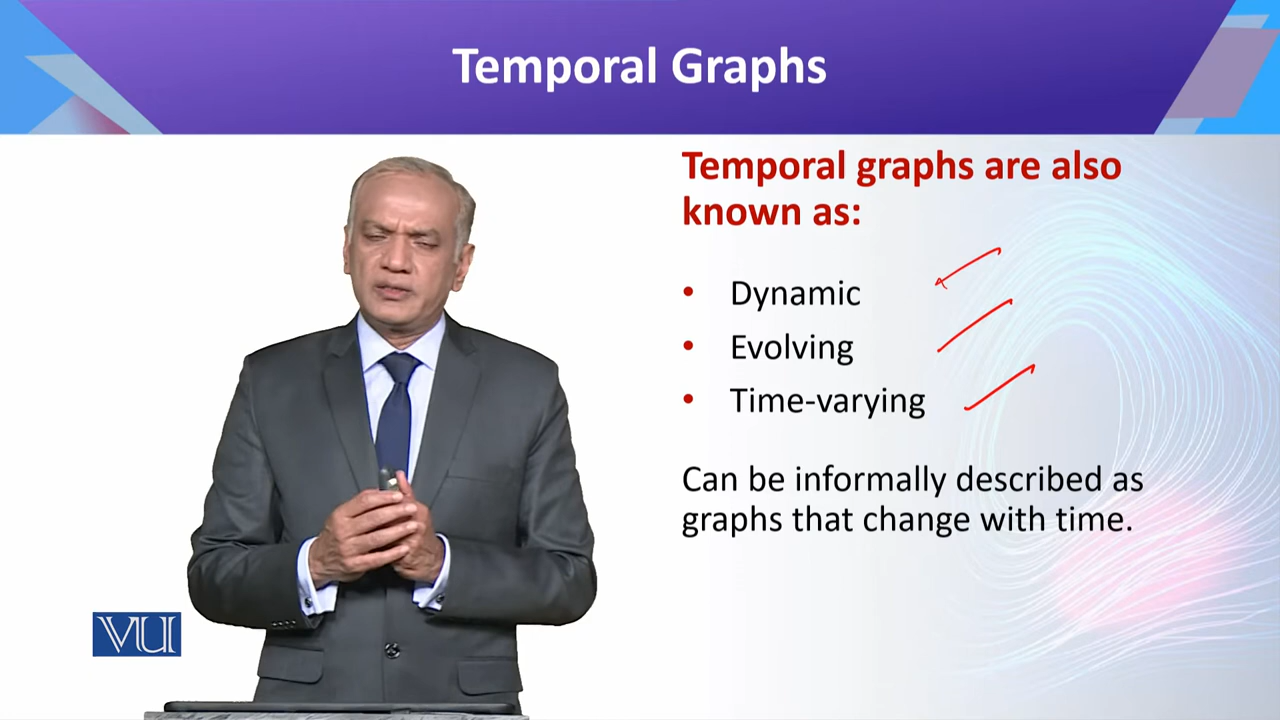 Temporal Graphs
Temporal graphs are also
known as:
• Dynamic
• Evolving
• Time-varying
Can be informally described as
graphs that change with time.
VU